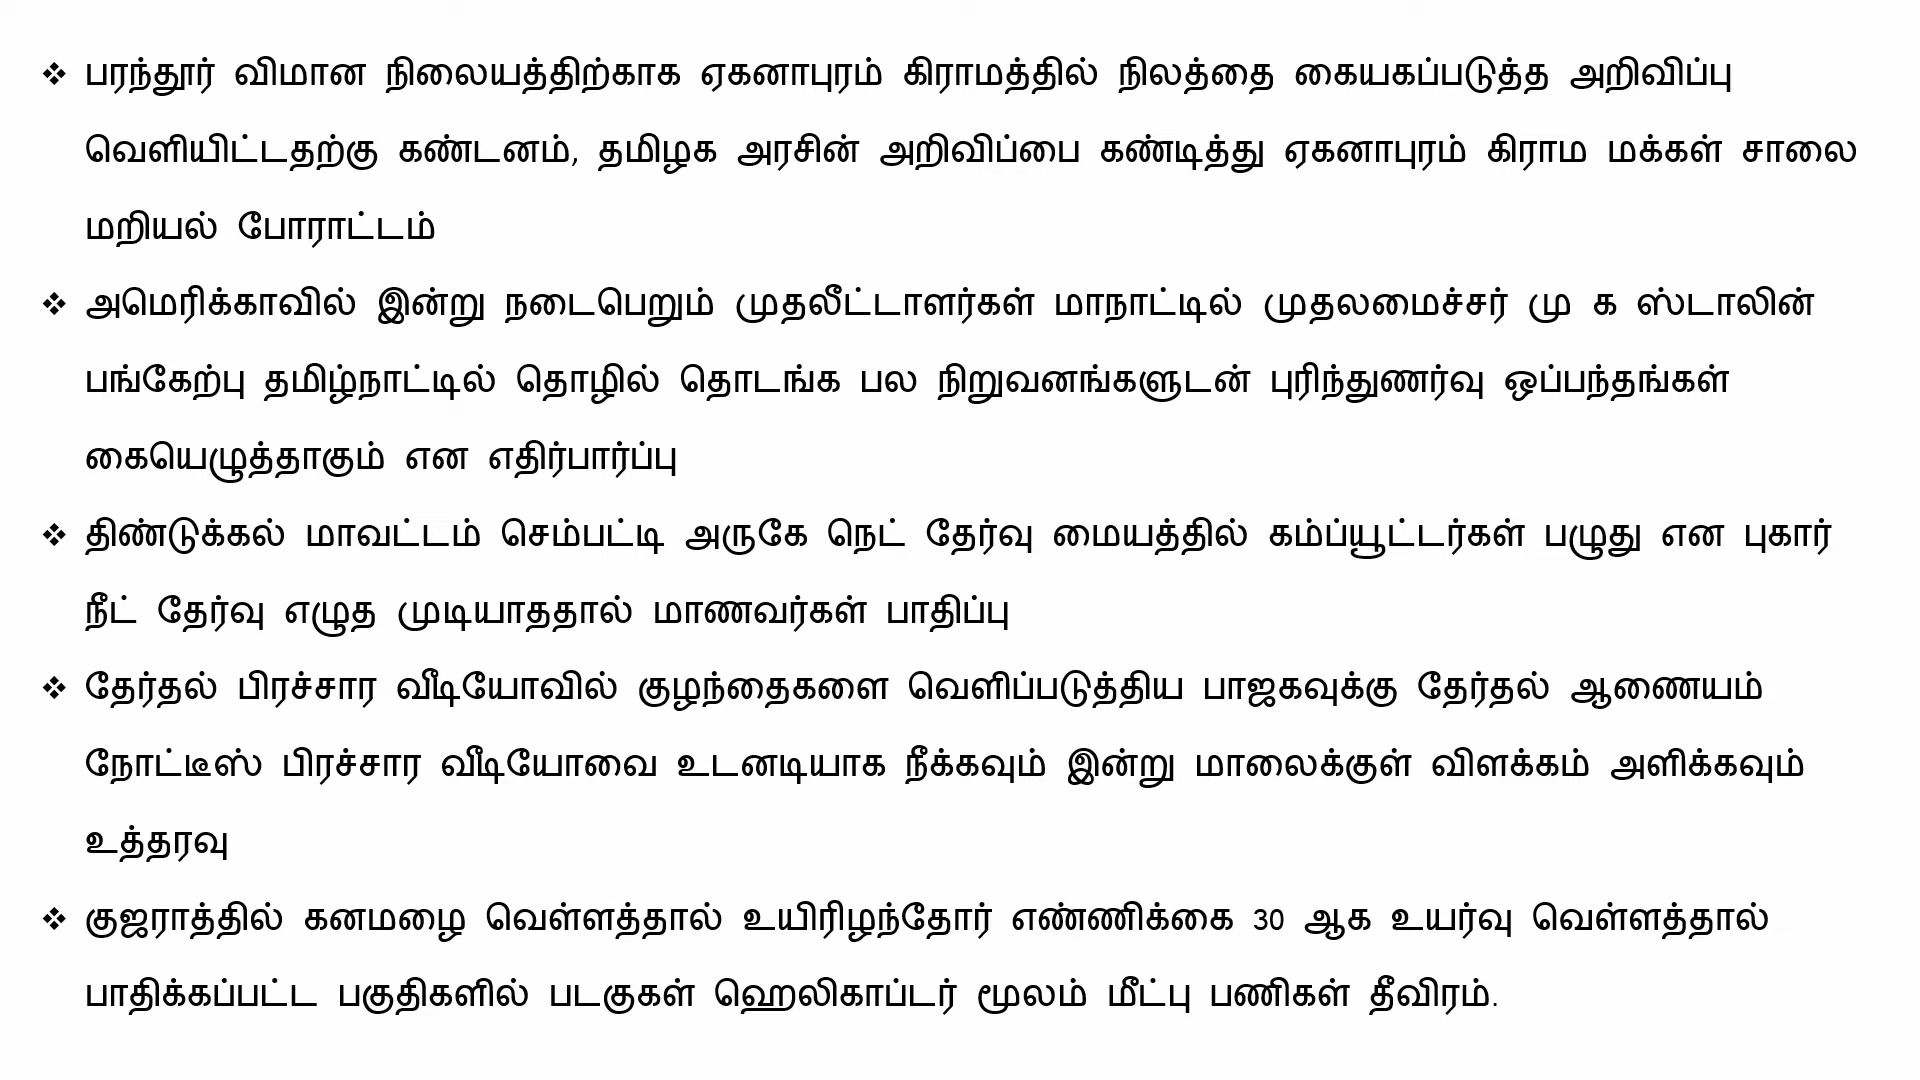 ❖ பரந்தூர் விமான நிலையத்திற்காக ஏகனாபுரம் கிராமத்தில் நிலத்தை கையகப்படுத்த அறிவிப்பு
வெளியிட்டதற்கு கண்டனம், தமிழக அரசின் அறிவிப்பை கண்டித்து ஏகனாபுரம் கிராம மக்கள் சாலை
மறியல் போராட்டம்
❖ அமெரிக்காவில் இன்று நடைபெறும் முதலீட்டாளர்கள் மாநாட்டில் முதலமைச்சர் மு க ஸ்டாலின்
பங்கேற்பு தமிழ்நாட்டில் தொழில் தொடங்க பல நிறுவனங்களுடன் புரிந்துணர்வு ஒப்பந்தங்கள்
கையெழுத்தாகும் என எதிர்பார்ப்பு
❖ திண்டுக்கல் மாவட்டம் செம்பட்டி அருகே நெட் தேர்வு மையத்தில் கம்ப்யூட்டர்கள் பழுது என புகார்
நீட் தேர்வு எழுத முடியாததால் மாணவர்கள் பாதிப்பு
❖ தேர்தல் பிரச்சார வீடியோவில் குழந்தைகளை வெளிப்படுத்திய பாஜகவுக்கு தேர்தல் ஆணையம்
நோட்டீஸ் பிரச்சார வீடியோவை உடனடியாக நீக்கவும் இன்று மாலைக்குள் விளக்கம் அளிக்கவும்
உத்தரவு
❖ குஜராத்தில் கனமழை வெள்ளத்தால் உயிரிழந்தோர் எண்ணிக்கை 30 ஆக உயர்வு வெள்ளத்தால்
பாதிக்கப்பட்ட பகுதிகளில் படகுகள் ஹெலிகாப்டர் மூலம் மீட்பு பணிகள் தீவிரம்.